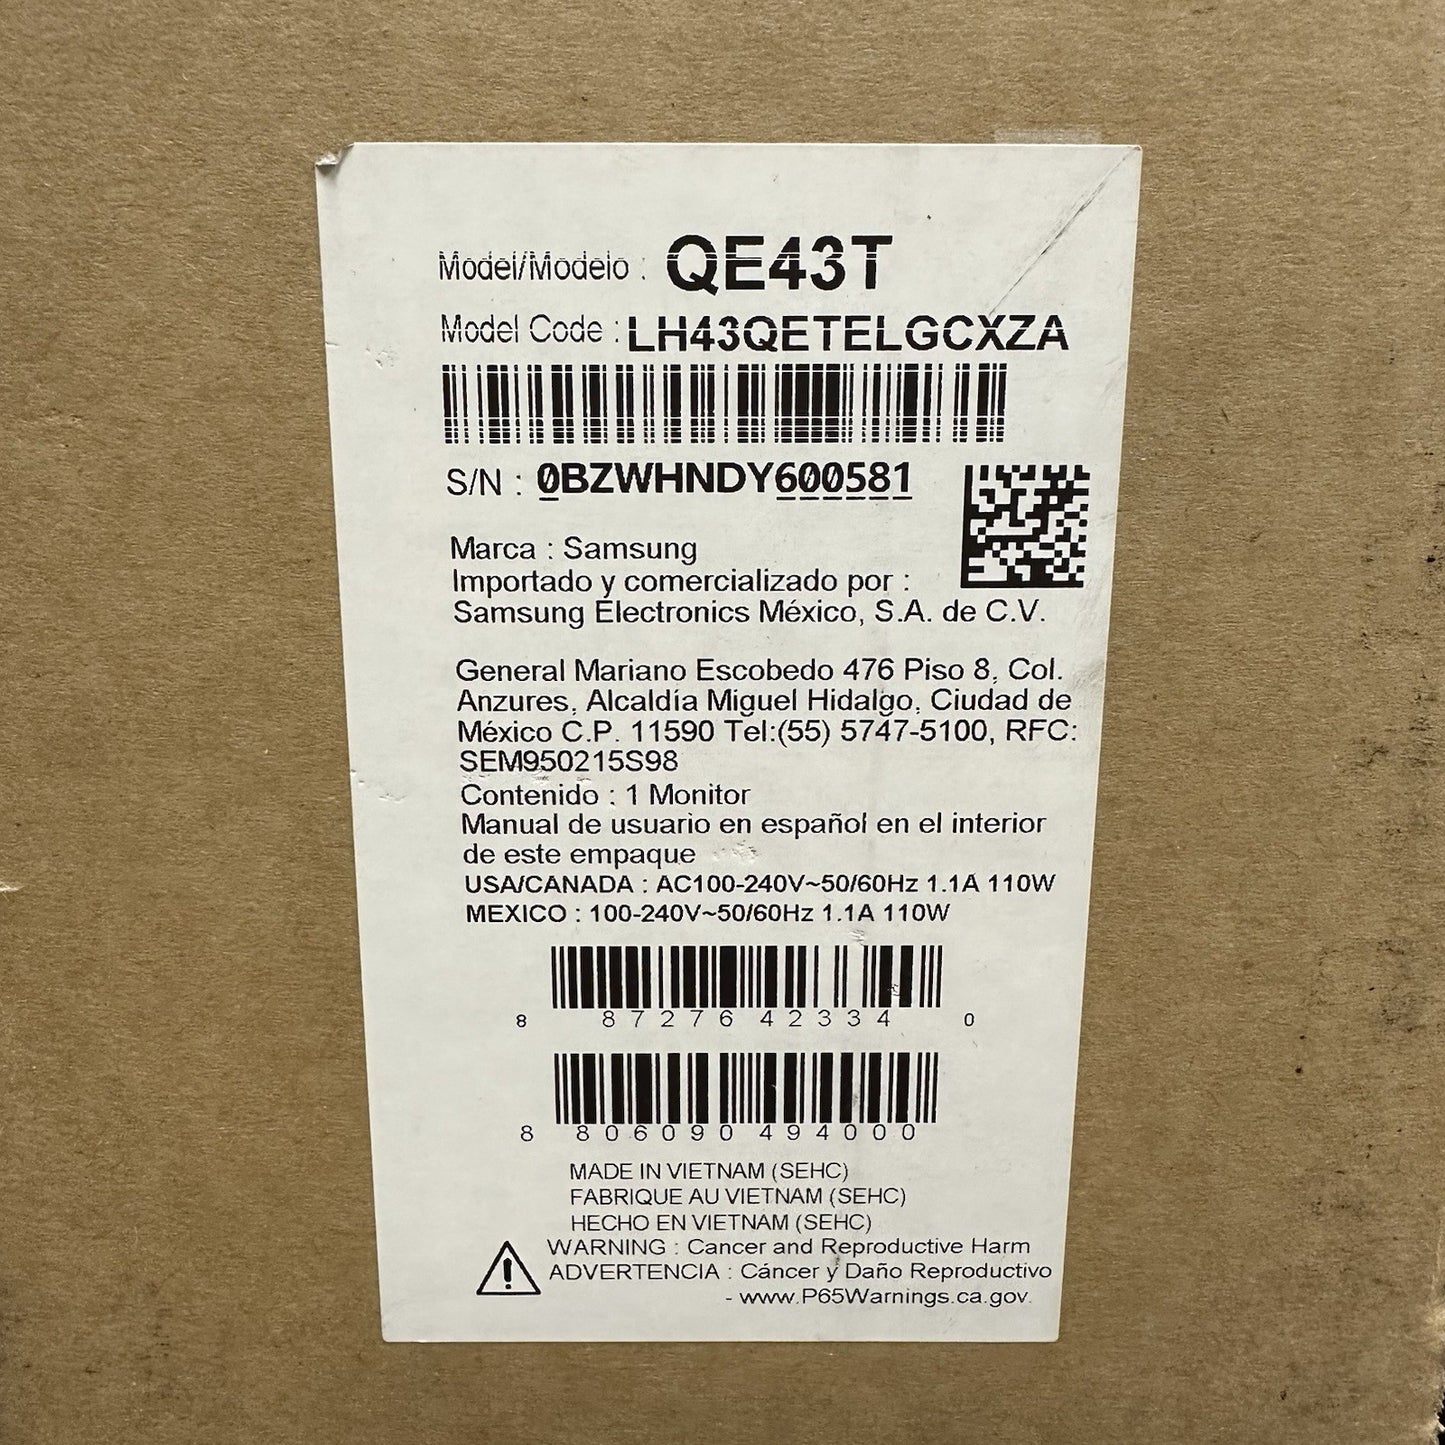 Model/Modelo : QE43T
Model Code : LH43QETELGCXZA
S/N : 0BZWHNDY600581
Marca : Samsung
Importado y comercializado por :
Samsung Electronics México, S.A. de C.V.
General Mariano Escobedo 476 Piso 8, Col.
Anzures, Alcaldía Miguel Hidalgo, Ciudad de
México C.P. 11590 Tel:(55) 5747-5100, RFC:
SEM950215S98
Contenido : 1 Monitor
Manual de usuario en español en el interior
de este empaque
USA/CANADA : AC100-240V~50/60Hz 1.1A 110W
MEXICO : 100-240V~50/60Hz 1.1A 110W
8 8727642334 0
8 806090 494000
MADE IN VIETNAM (SEHC)
FABRIQUE AU VIETNAM (SEHC)
HECHO EN VIETNAM (SEHC)
WARNING : Cancer and Reproductive Harm
ADVERTENCIA : Cáncer y Daño Reproductivo
- www.P65Warnings.ca.gov.